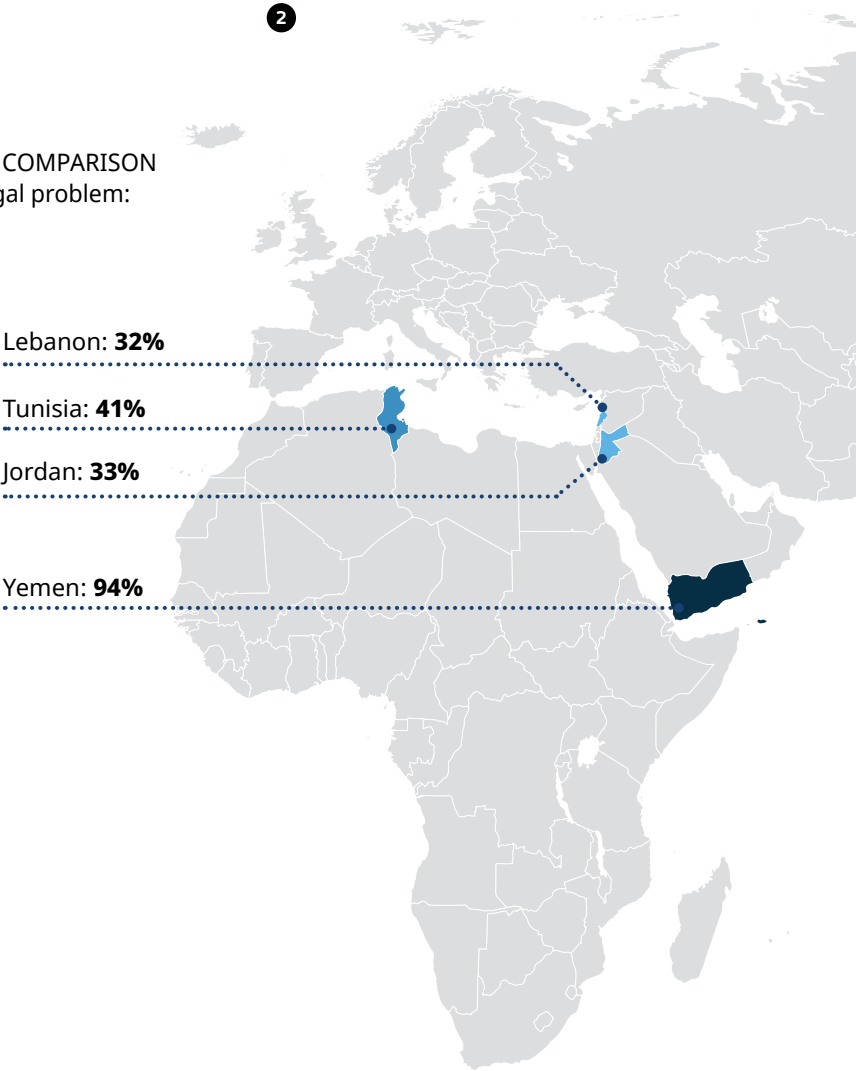 2
COMPARISON
gal problem:
Lebanon: 32%
Tunisia: 41%
Jordan: 33%
Yemen: 94%